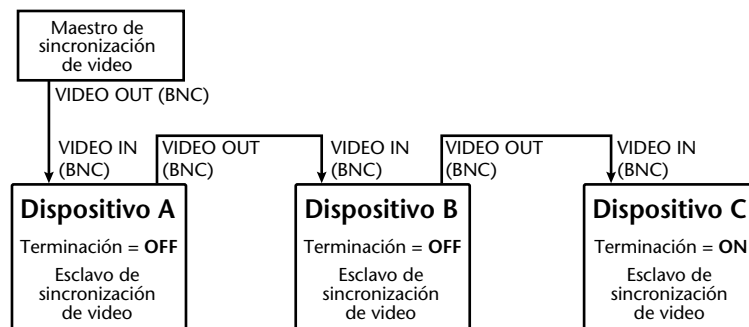 Maestro de
sincronización
de video
VIDEO OUT (BNC)
VIDEO IN
(BNC)
VIDEO OUT
(BNC)
VIDEO IN
(BNC)
VIDEO OUT
(BNC)
VIDEO IN
(BNC)
Dispositivo A
Terminación = OFF
Esclavo de
sincronización
de video
Dispositivo B
Terminación = OFF
Esclavo de
sincronización
de video
Dispositivo C
Terminación = ON
Esclavo de
sincronización
de video